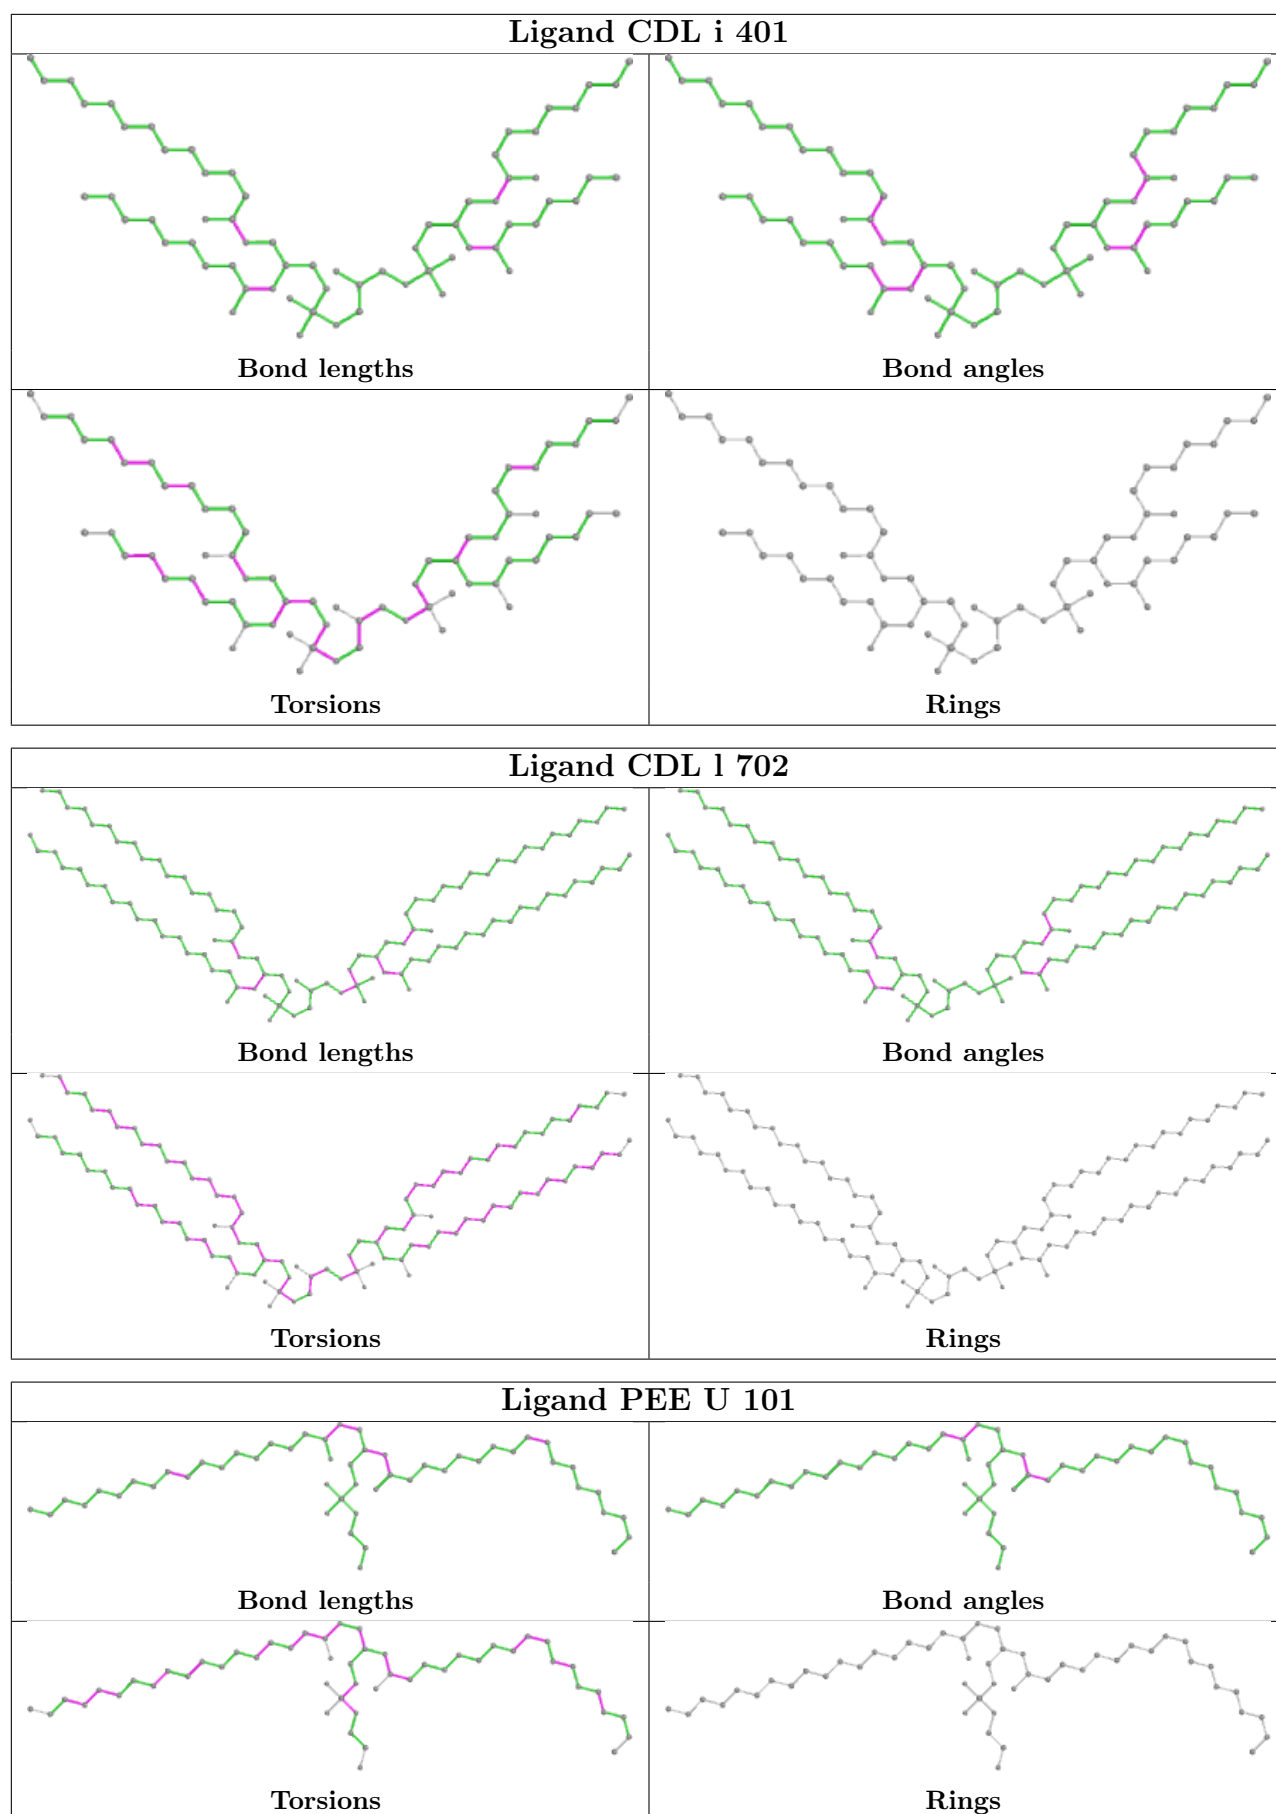 Ligand CDL i 401
Bond lengths
Bond angles
Torsions
Rings
Ligand CDL l 702
Bond lengths
Bond angles
Torsions
Rings
Ligand PEE U 101
Bond lengths
Bond angles
Torsions
Rings